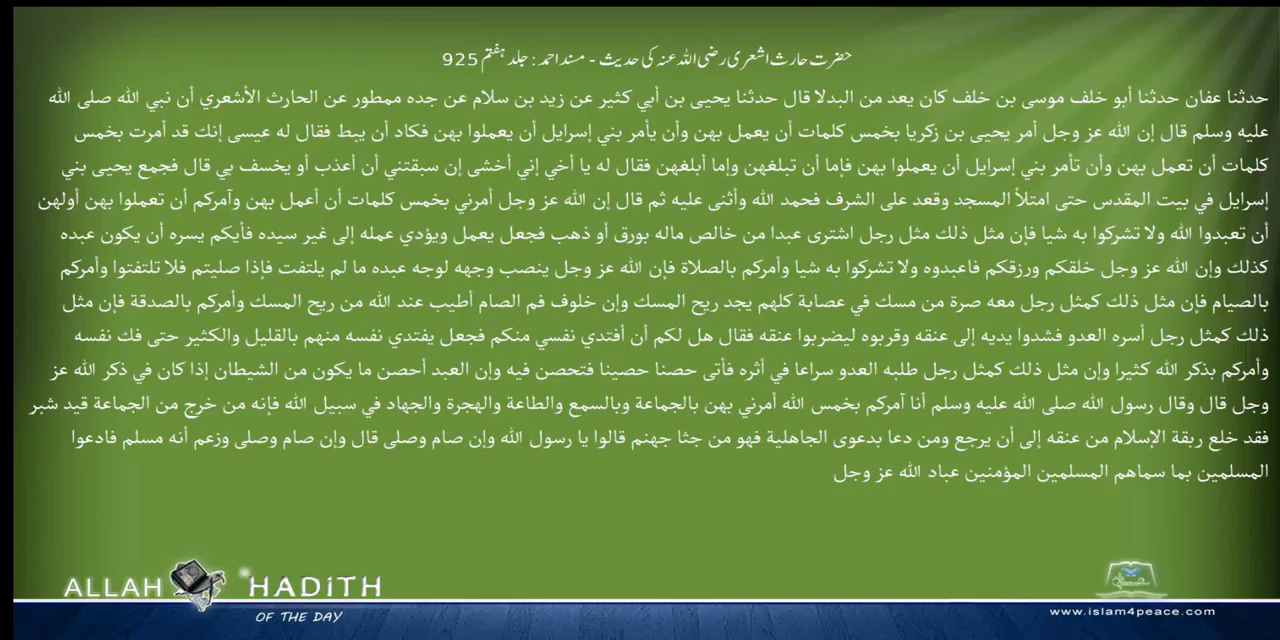 حضرت حارث اشعری رضی اللہ عنہ کی حدیث - مسند احمد : جلد ہفتم 925
حدثنا عفان حدثنا أبو خلف موسى بن خلف كان يعد من البدلا قال حدثنا يحيى بن أبي كثير عن زيد بن سلام عن جده ممطور عن الحارث الأشعري أن نبي الله صلى الله
عليه وسلم قال إن الله عز وجل أمر يحيى بن زكريا بخمس كلمات أن يعمل بهن وأن يأمر بني إسرايل أن يعملوا بهن فكاد أن يبط فقال له عيسى إنك قد أمرت بخمس
كلمات أن تعمل بهن وأن تأمر بني إسرايل أن يعملوا بهن فإما أن تبلغهن وإما أبلغهن فقال له يا أخي إني أخشى إن سبقتني أن أعذب أو يخسف بي قال فجمع يحيى بني
إسرايل في بيت المقدس حتى امتلأ المسجد وقعد على الشرف فحمد الله وأثنى عليه ثم قال إن الله عز وجل أمرني بخمس كلمات أن أعمل بهن وآمركم أن تعملوا بهن أولهن
أن تعبدوا الله ولا تشركوا به شيا فإن مثل ذلك مثل رجل اشترى عبدا من خالص ماله بورق أو ذهب فجعل يعمل ويؤدي عمله إلى غير سيده فأيكم يسره أن يكون عبده
كذلك وإن الله عز وجل خلقكم ورزقكم فاعبدوه ولا تشركوا به شيا وأمركم بالصلاة فإن الله عز وجل ينصب وجهه لوجه عبده ما لم يلتفت فإذا صليتم فلا تلتفتوا وأمركم
بالصيام فإن مثل ذلك كمثل رجل معه صرة من مسك في عصابة كلهم يجد ريح المسك وإن خلوف فم الصام أطيب عند الله من ريح المسك وأمركم بالصدقة فإن مثل
ذلك كمثل رجل أسره العدو فشدوا يديه إلى عنقه وقربوه ليضربوا عنقه فقال هل لكم أن أفتدي نفسي منكم فجعل يفتدي نفسه منهم بالقليل والكثير حتى فك نفسه
وأمركم بذكر الله كثيرا وإن مثل ذلك كمثل رجل طلبه العدو سراعا في أثره فأتى حصنا حصينا فتحصن فيه وإن العبد أحصن ما يكون من الشيطان إذا كان في ذكر الله عز
وجل قال وقال رسول الله صلى الله عليه وسلم أنا آمركم بخمس الله أمرني بهن بالجماعة وبالسمع والطاعة والهجرة والجهاد في سبيل الله فإنه من خرج من الجماعة قيد شبر
فقد خلع ربقة الإسلام من عنقه إلى أن يرجع ومن دعا بدعوى الجاهلية فهو من جثا جهنم قالوا يا رسول الله وإن صام وصلى قال وإن صام وصلى وزعم أنه مسلم فادعوا
المسلمين بما سماهم المسلمين المؤمنين عباد الله عز وجل
ALLAH HADiTH
OF THE DAY
www.islam4peace.com